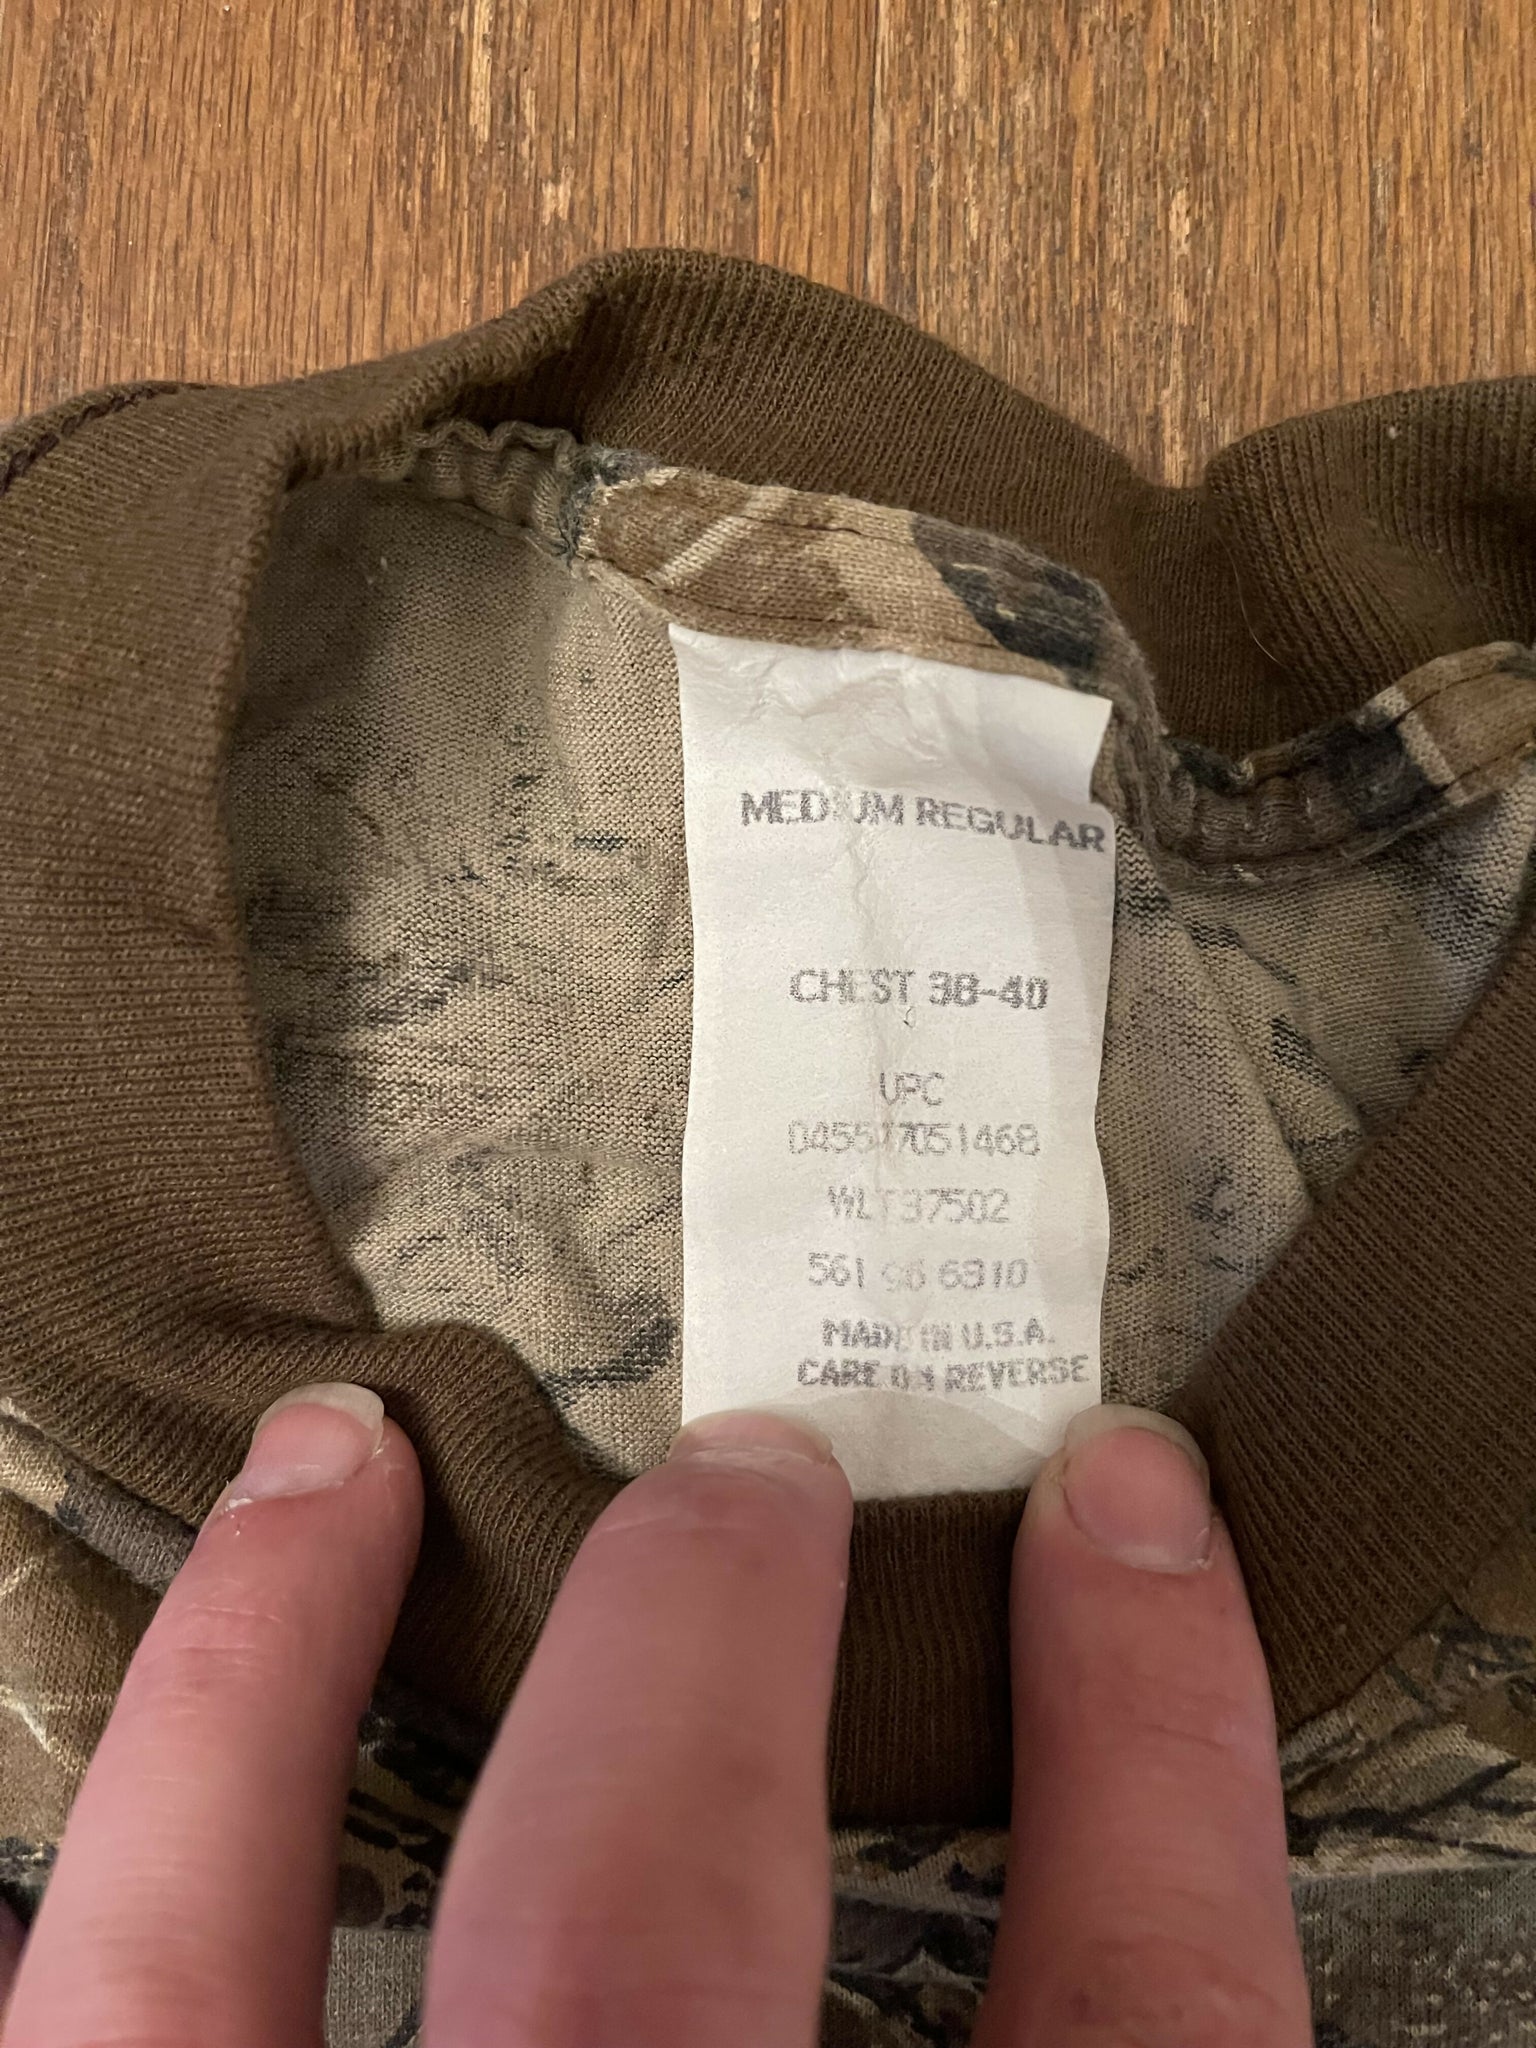 MEDIUM REGULAR
CHEST 38-40
UPC
045577051468
WLT37502
561 96 6810
MADE IN U.S.A.
CARE ON REVERSE